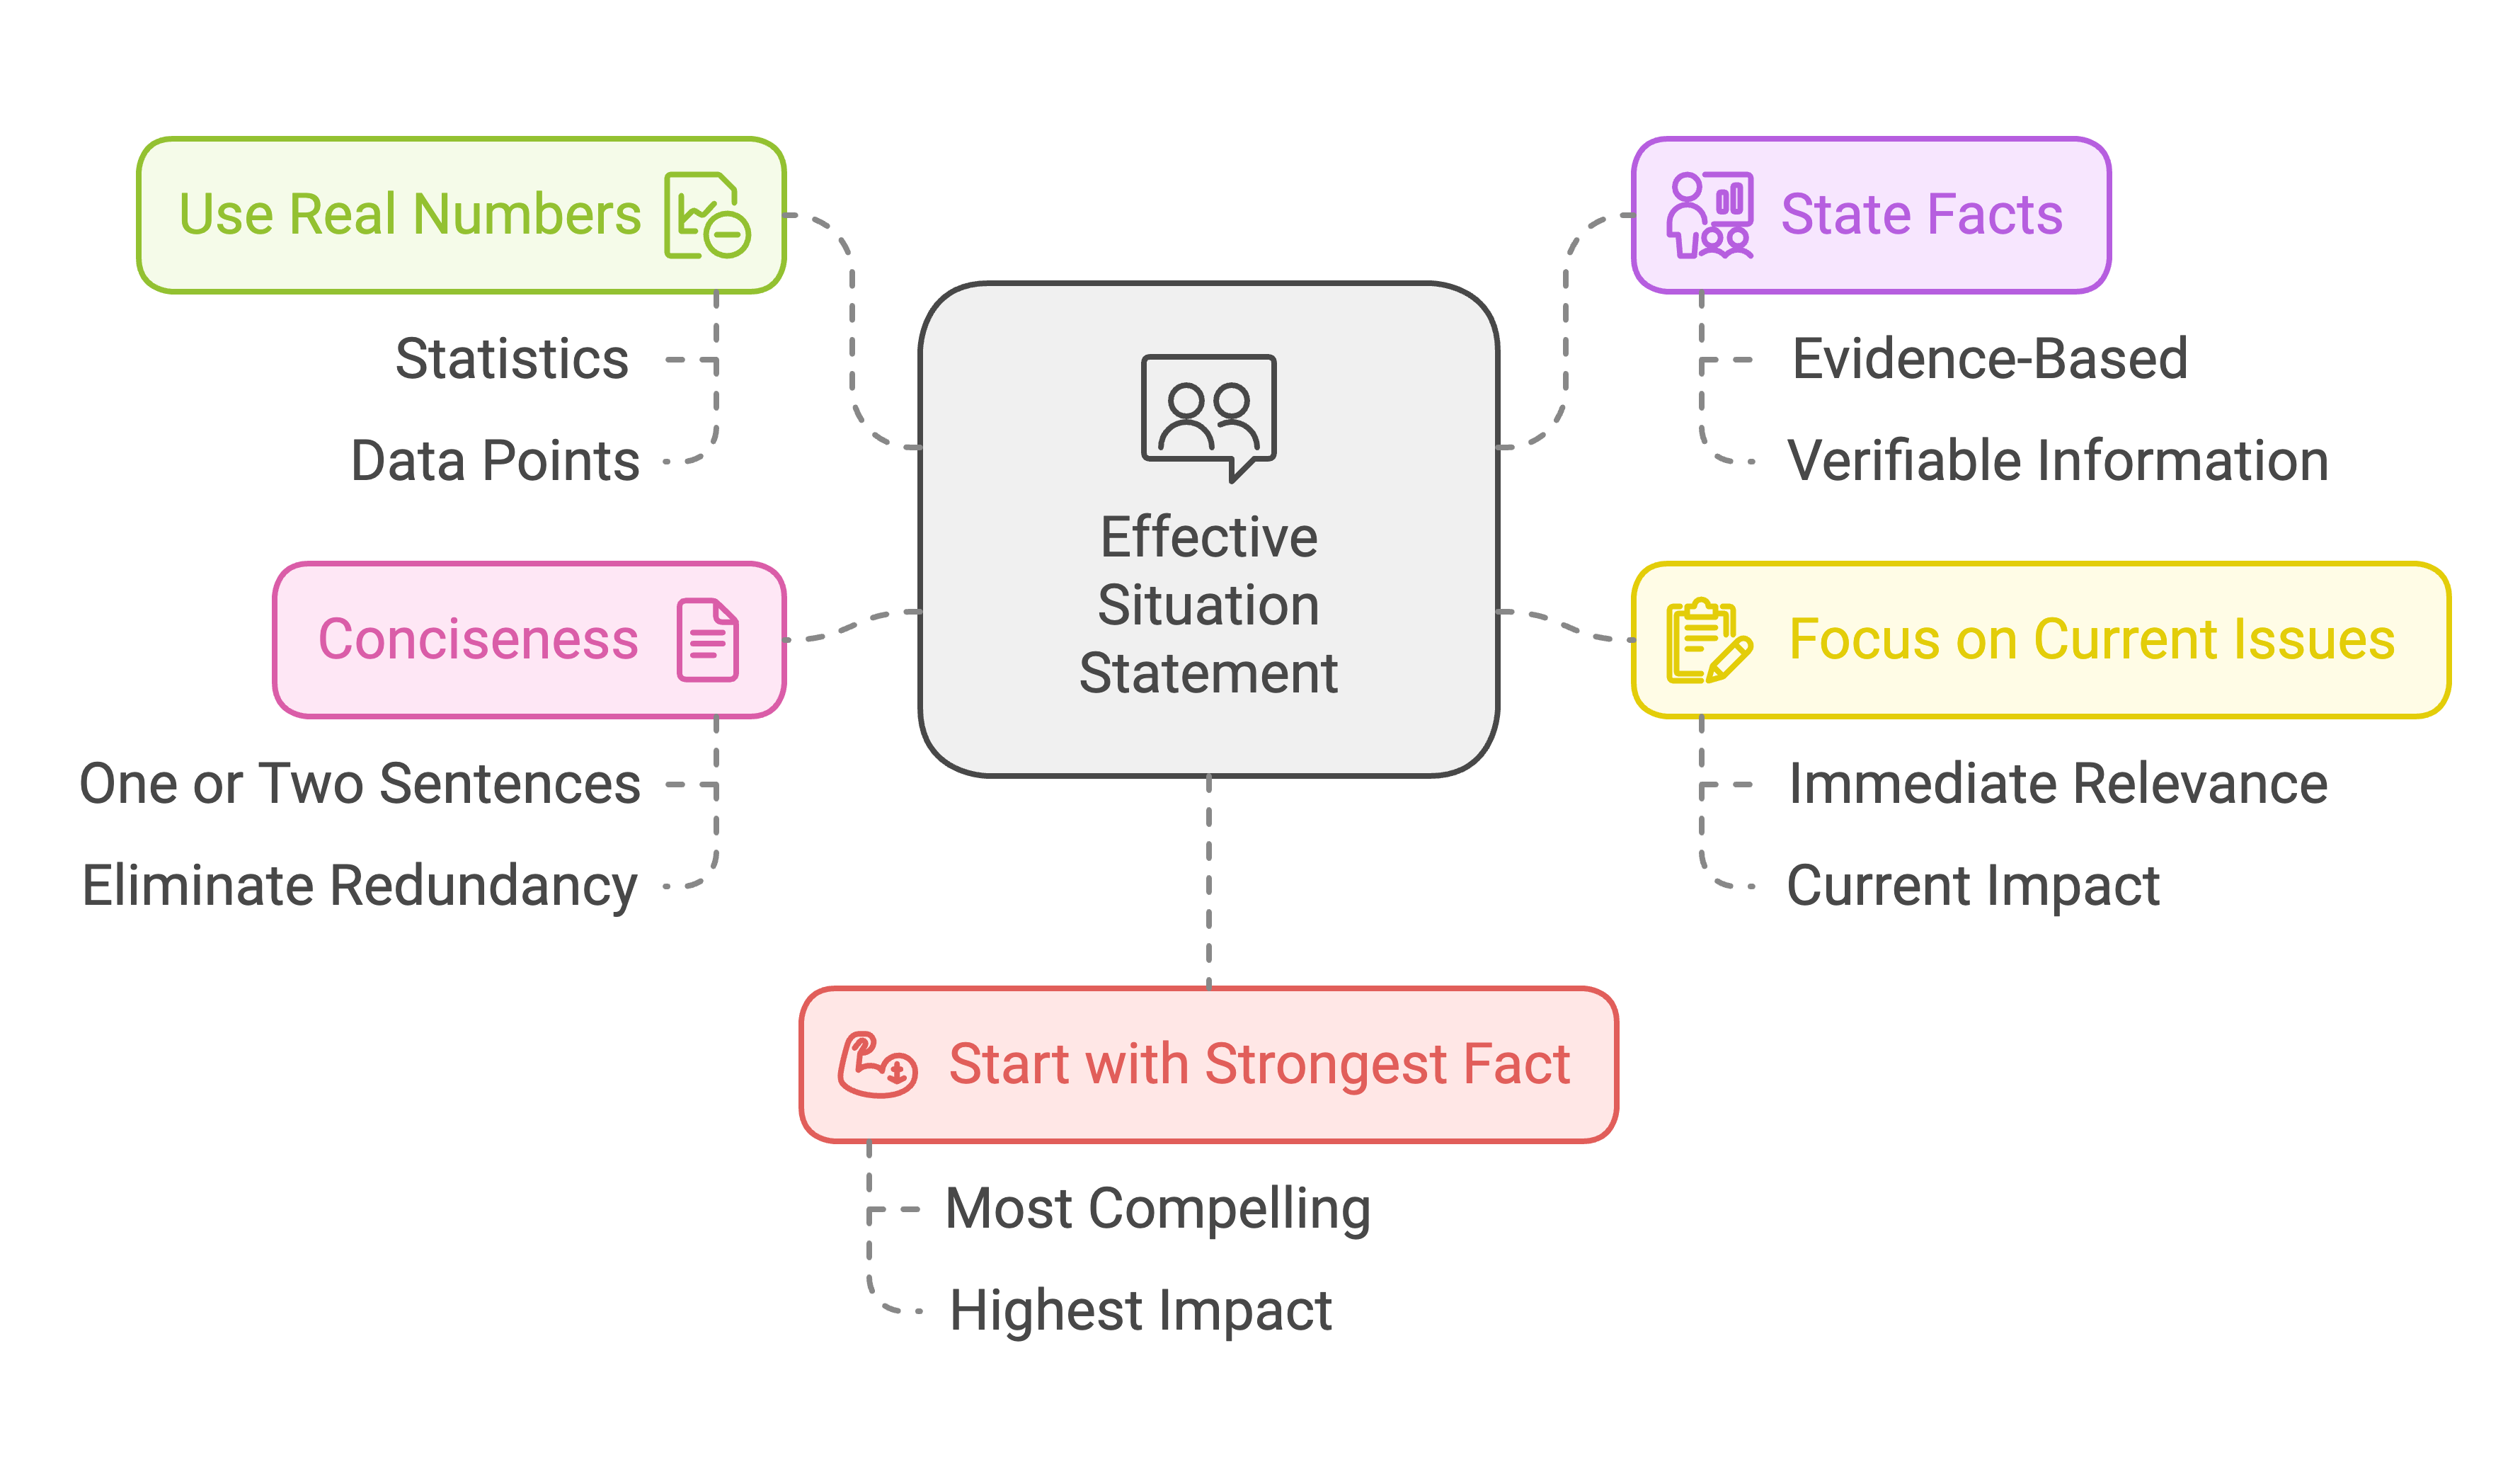 Use Real Numbers
Statistics
Data Points
State Facts
Evidence-Based
Verifiable Information
Effective
Situation
Statement
Conciseness
One or Two Sentences
Eliminate Redundancy
Focus on Current Issues
Immediate Relevance
Current Impact
Start with Strongest Fact
Most Compelling
Highest Impact